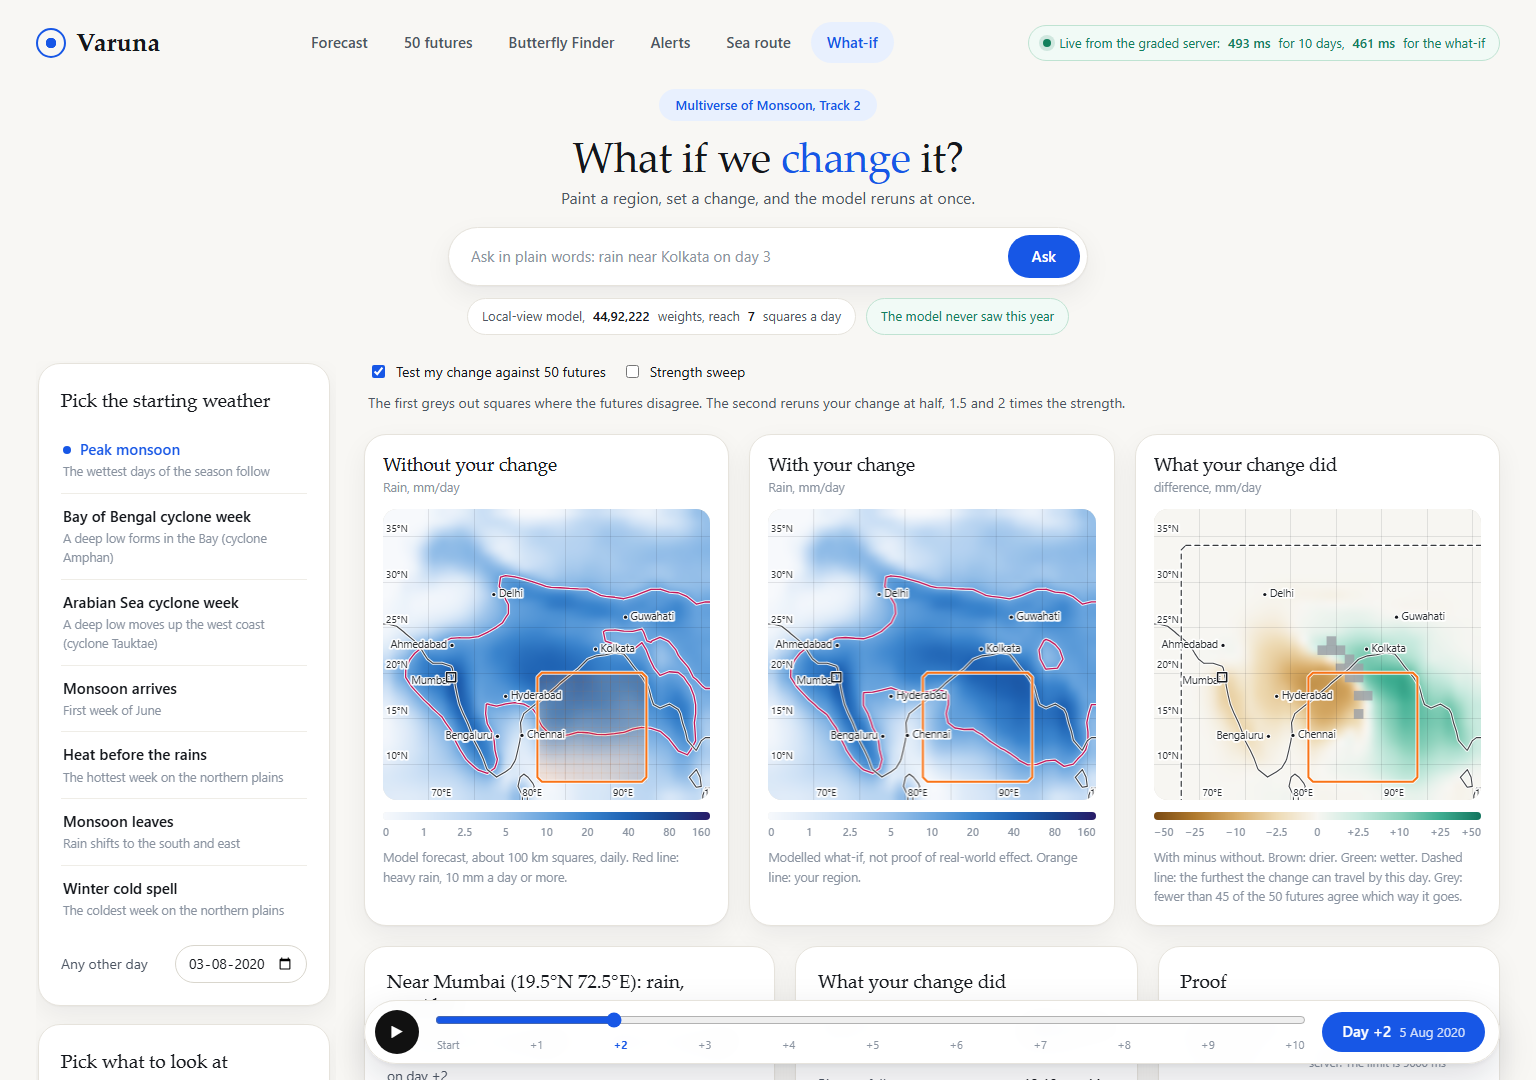 Varuna
Forecast
50 futures
Butterfly Finder
Alerts
Sea route
What-if
Live from the graded server: 493 ms for 10 days, 461 ms for the what-if
Multiverse of Monsoon, Track 2
What if we change it?
Paint a region, set a change, and the model reruns at once.
Ask in plain words: rain near Kolkata on day 3
Ask
Local-view model, 44,92,222 weights, reach 7 squares a day
The model never saw this year
Pick the starting weather
Peak monsoon
The wettest days of the season follow
Bay of Bengal cyclone week
A deep low forms in the Bay (cyclone
Amphan)
Arabian Sea cyclone week
A deep low moves up the west coast
(cyclone Tauktae)
Monsoon arrives
First week of June
Heat before the rains
The hottest week on the northern plains
Monsoon leaves
Rain shifts to the south and east
Winter cold spell
The coldest week on the northern plains
Any other day
03-08-2020
Pick what to look at
Test my change against 50 futures
Strength sweep
The first greys out squares where the futures disagree. The second reruns your change at half, 1.5 and 2 times the strength.
Without your change
Rain, mm/day
35°N
30°N
Delhi
25°N
Guwahati
Ahmedabad
Kolkata
20°N
Mumba
Hyderabad
15°N
Bengaluru
Chennai
10°N
70°E
80°E
90°E
0 1 2.5 5 10 20 40 80 160
Model forecast, about 100 km squares, daily. Red line:
heavy rain, 10 mm a day or more.
With your change
Rain, mm/day
35°N
30°N
Delhi
25°N
Guwahati
Ahmedabad
Kolkata
20°N
Mumba
Hyderabad
15°N
Bengaluru
Chennai
10°N
70°E
80°E
90°E
0 1 2.5 5 10 20 40 80 160
Modelled what-if, not proof of real-world effect. Orange
line: your region.
What your change did
difference, mm/day
35°N
30°N
Delhi
25°N
Guwahati
Ahmedabad
Kolkata
20°N
Mumba
Hyderabad
15°N
Bengaluru
Chennai
10°N
70°E
80°E
90°E
−50 −25 −10 −2.5 0 +2.5 +10 +25 +50
With minus without. Brown: drier. Green: wetter. Dashed
line: the furthest the change can travel by this day. Grey:
fewer than 45 of the 50 futures agree which way it goes.
Near Mumbai (19.5°N 72.5°E): rain,
on day +2
What your change did
Proof
Start +1 +2 +3 +4 +5 +6 +7 +8 +9 +10
Day +2 5 Aug 2020